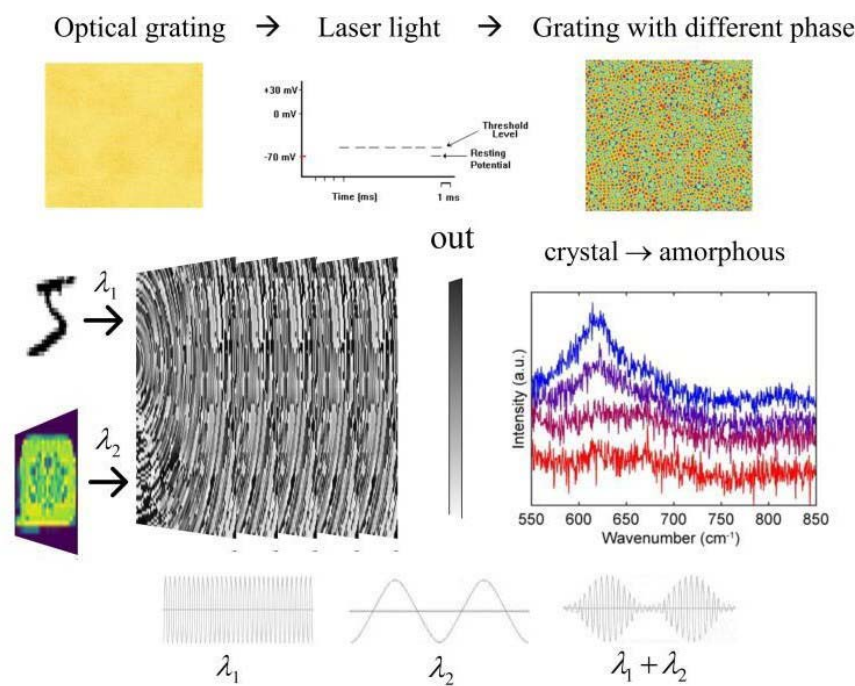 Optical grating → Laser light → Grating with different phase
+30 mV
0 mV
-70 mV
Threshold
Level
Resting
Potential
Time (ms)
1 ms
out
crystal → amorphous
λ1
λ2
Intensity (a.u.)
550 600 650 700 750 800 850
Wavenumber (cm⁻¹)
λ1
λ2
λ1 + λ2